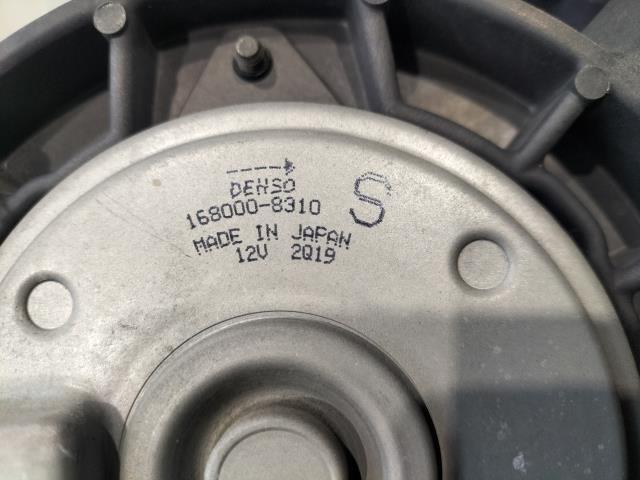 DENSO
168000-8310
S
MADE IN JAPAN
12V 2Q19